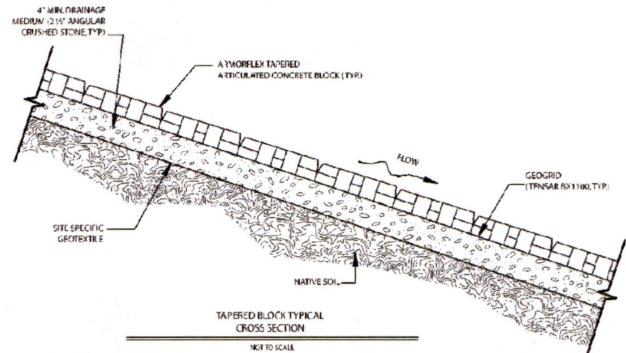 4" MIN. DRAINAGE
MEDIUM (2 ½" ANGULAR
CRUSHED STONE, TYP.)
ARMORFLEX TAPERED
ARTICULATED CONCRETE BLOCK (TYP.)
FLOW
GEOGRID
(TENSAR BX1100, TYP.)
SITE SPECIFIC
GEOTEXTILE
NATIVE SOIL
TAPERED BLOCK TYPICAL
CROSS SECTION
NOT TO SCALE